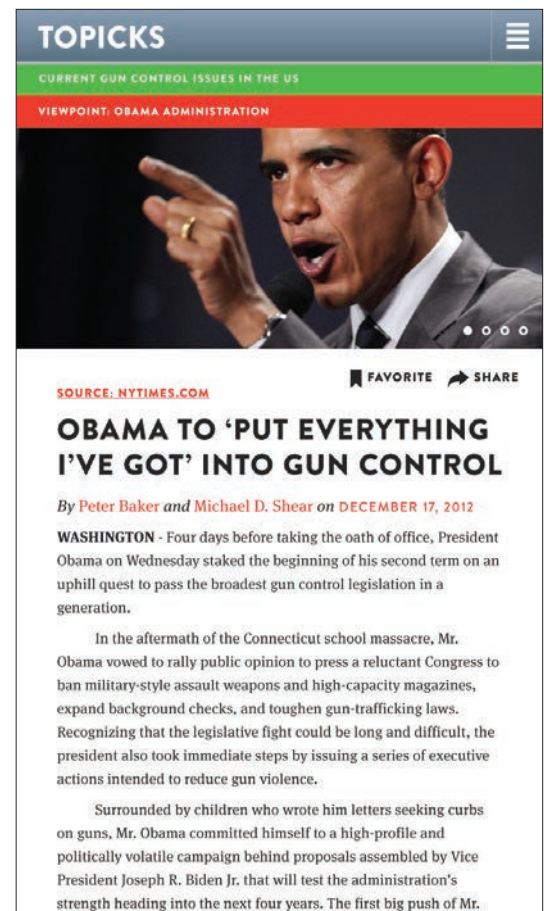 TOPICKS
CURRENT GUN CONTROL ISSUES IN THE US
VIEWPOINT: OBAMA ADMINISTRATION
FAVORITE SHARE
SOURCE: NYTIMES.COM
OBAMA TO ‘PUT EVERYTHING
I’VE GOT’ INTO GUN CONTROL
By Peter Baker and Michael D. Shear on DECEMBER 17, 2012
WASHINGTON - Four days before taking the oath of office, President
Obama on Wednesday staked the beginning of his second term on an
uphill quest to pass the broadest gun control legislation in a
generation.
In the aftermath of the Connecticut school massacre, Mr.
Obama vowed to rally public opinion to press a reluctant Congress to
ban military-style assault weapons and high-capacity magazines,
expand background checks, and toughen gun-trafficking laws.
Recognizing that the legislative fight could be long and difficult, the
president also took immediate steps by issuing a series of executive
actions intended to reduce gun violence.
Surrounded by children who wrote him letters seeking curbs
on guns, Mr. Obama committed himself to a high-profile and
politically volatile campaign behind proposals assembled by Vice
President Joseph R. Biden Jr. that will test the administration’s
strength heading into the next four years. The first big push of Mr.